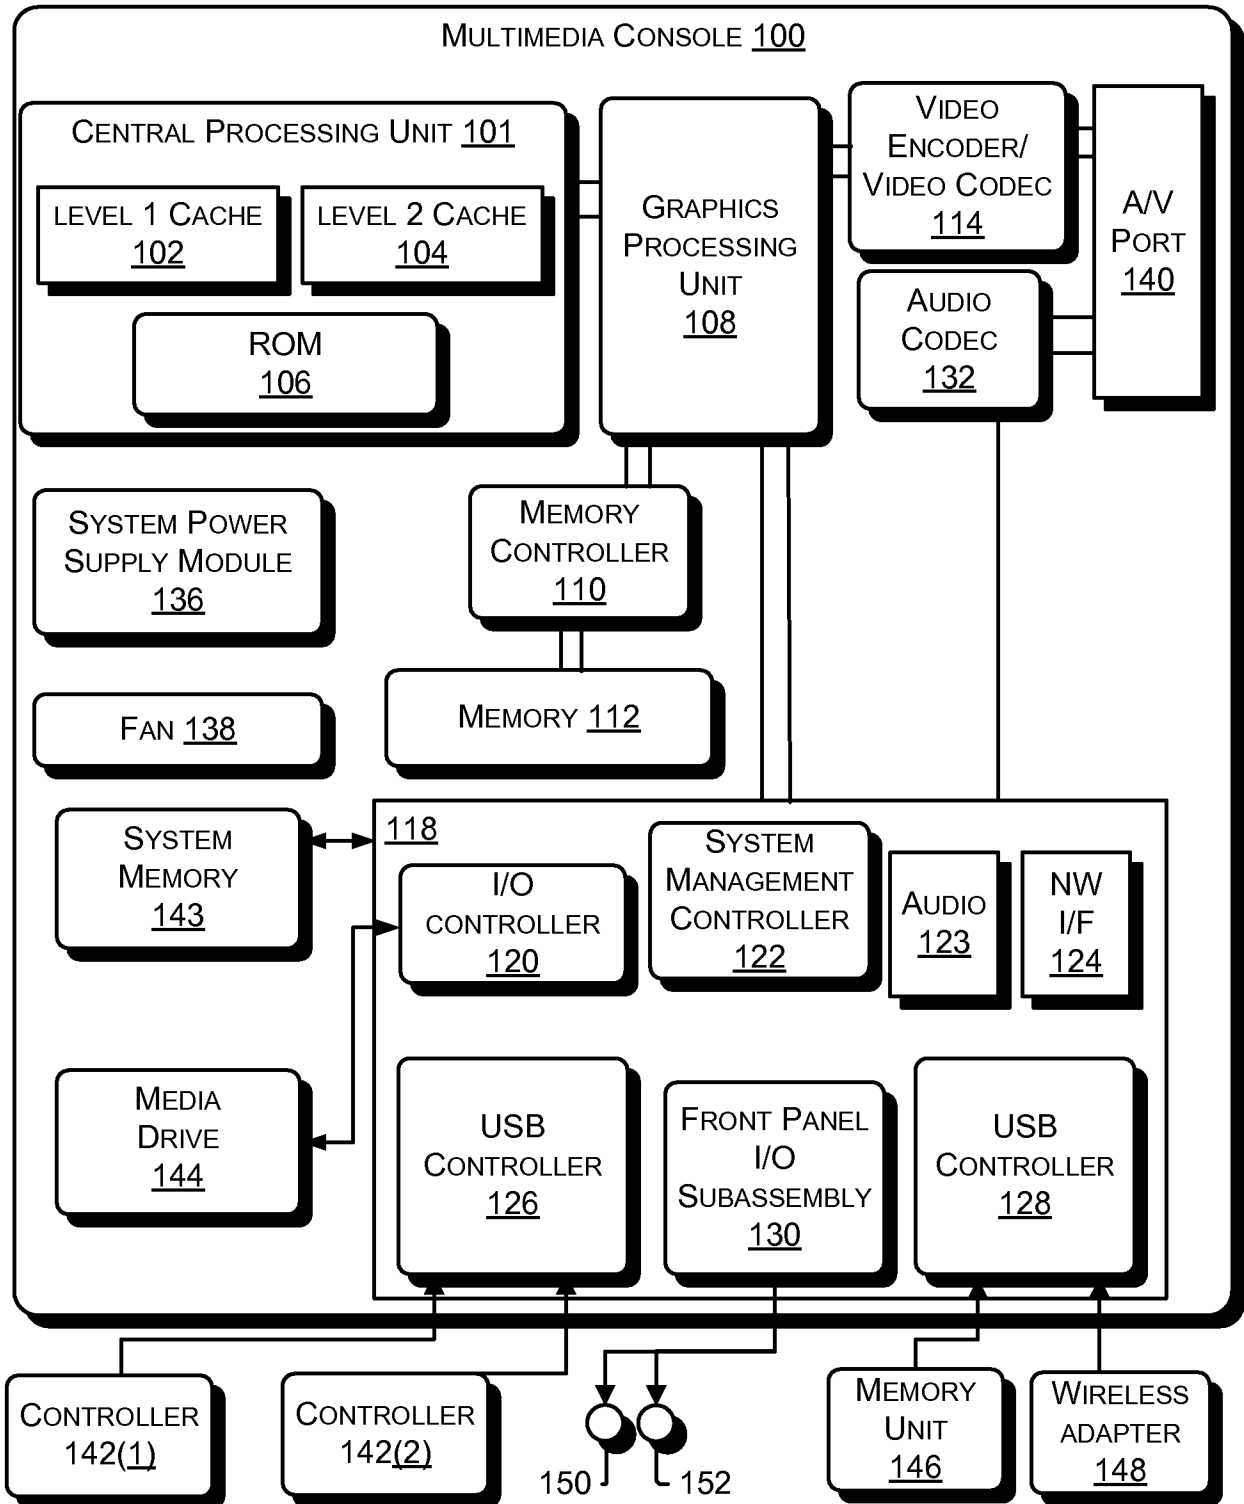 MULTIMEDIA CONSOLE 100
CENTRAL PROCESSING UNIT 101
LEVEL 1 CACHE
102
LEVEL 2 CACHE
104
ROM
106
GRAPHICS
PROCESSING
UNIT
108
VIDEO
ENCODER/
VIDEO CODEC
114
A/V
PORT
140
AUDIO
CODEC
132
SYSTEM POWER
SUPPLY MODULE
136
MEMORY
CONTROLLER
110
FAN 138
MEMORY 112
SYSTEM
MEMORY
143
118
I/O
CONTROLLER
120
SYSTEM
MANAGEMENT
CONTROLLER
122
AUDIO
123
NW
I/F
124
MEDIA
DRIVE
144
USB
CONTROLLER
126
FRONT PANEL
I/O
SUBASSEMBLY
130
USB
CONTROLLER
128
CONTROLLER
142(1)
CONTROLLER
142(2)
150
152
MEMORY
UNIT
146
WIRELESS
ADAPTER
148